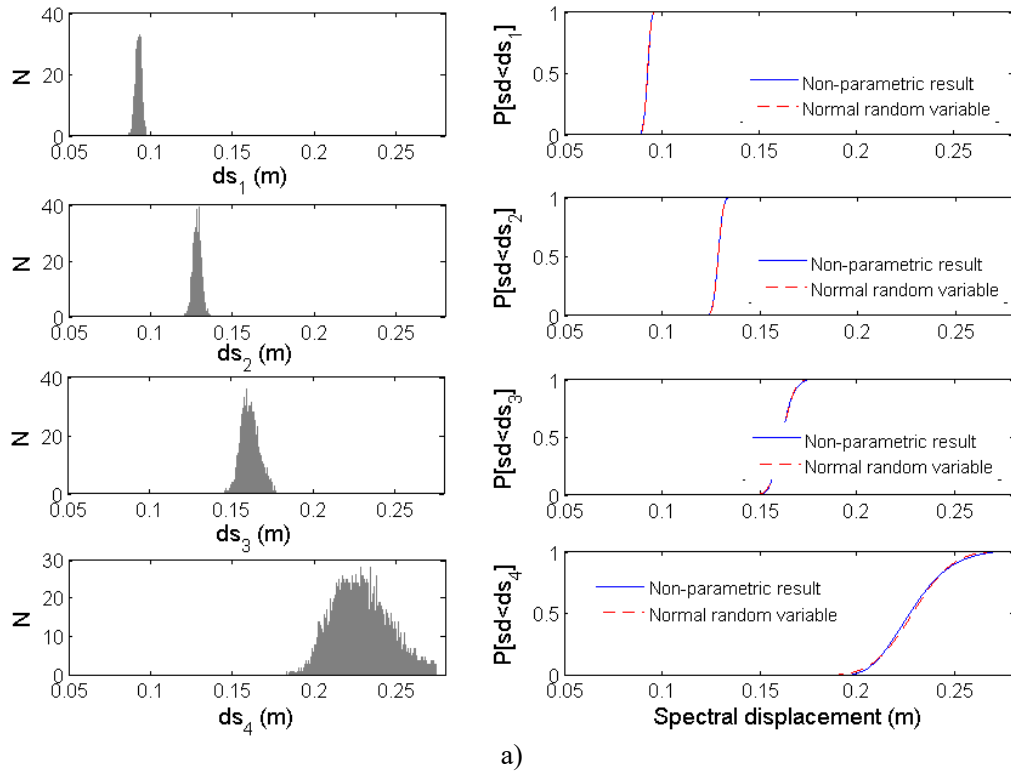 40
20
0
N
0.05 0.1 0.15 0.2 0.25
ds1 (m)
1
0.5
0
P[sd<ds1]
Non-parametric result
Normal random variable
0.05 0.1 0.15 0.2 0.25
40
20
0
N
0.05 0.1 0.15 0.2 0.25
ds2 (m)
1
0.5
0
P[sd<ds2]
Non-parametric result
Normal random variable
0.05 0.1 0.15 0.2 0.25
40
20
0
N
0.05 0.1 0.15 0.2 0.25
ds3 (m)
1
0.5
0
P[sd<ds3]
Non-parametric result
Normal random variable
0.05 0.1 0.15 0.2 0.25
30
20
10
0
N
0.05 0.1 0.15 0.2 0.25
ds4 (m)
1
0.5
0
P[sd<ds4]
Non-parametric result
Normal random variable
0.05 0.1 0.15 0.2 0.25
Spectral displacement (m)
a)